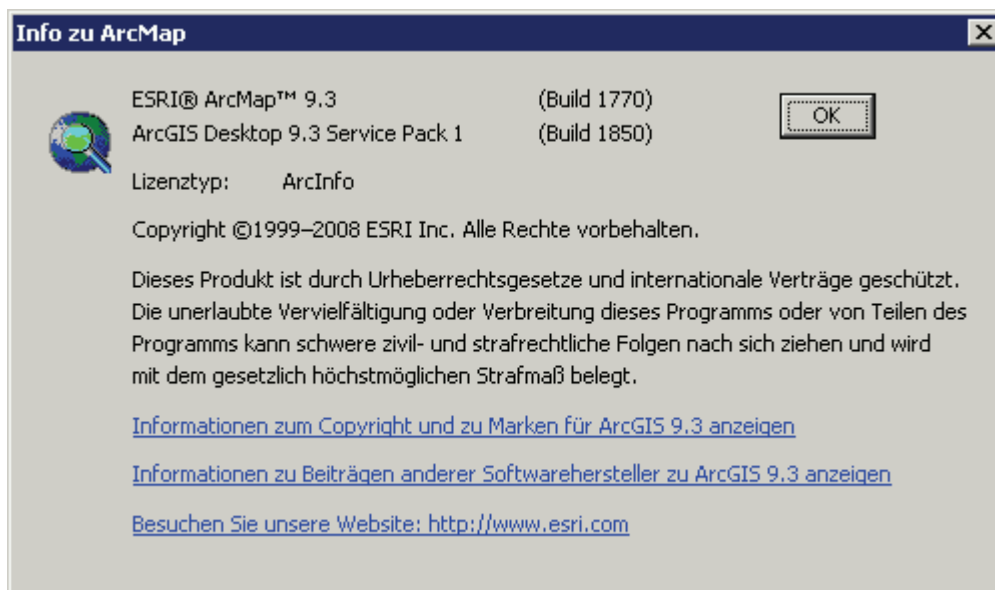 Info zu ArcMap
ESRI® ArcMap™ 9.3 (Build 1770)
OK
ArcGIS Desktop 9.3 Service Pack 1 (Build 1850)
Lizenztyp: ArcInfo
Copyright ©1999–2008 ESRI Inc. Alle Rechte vorbehalten.
Dieses Produkt ist durch Urheberrechtsgesetze und internationale Verträge geschützt.
Die unerlaubte Vervielfältigung oder Verbreitung dieses Programms oder von Teilen des
Programms kann schwere zivil- und strafrechtliche Folgen nach sich ziehen und wird
mit dem gesetzlich höchstmöglichen Strafmaß belegt.
Informationen zum Copyright und zu Marken für ArcGIS 9.3 anzeigen
Informationen zu Beiträgen anderer Softwarehersteller zu ArcGIS 9.3 anzeigen
Besuchen Sie unsere Website: http://www.esri.com